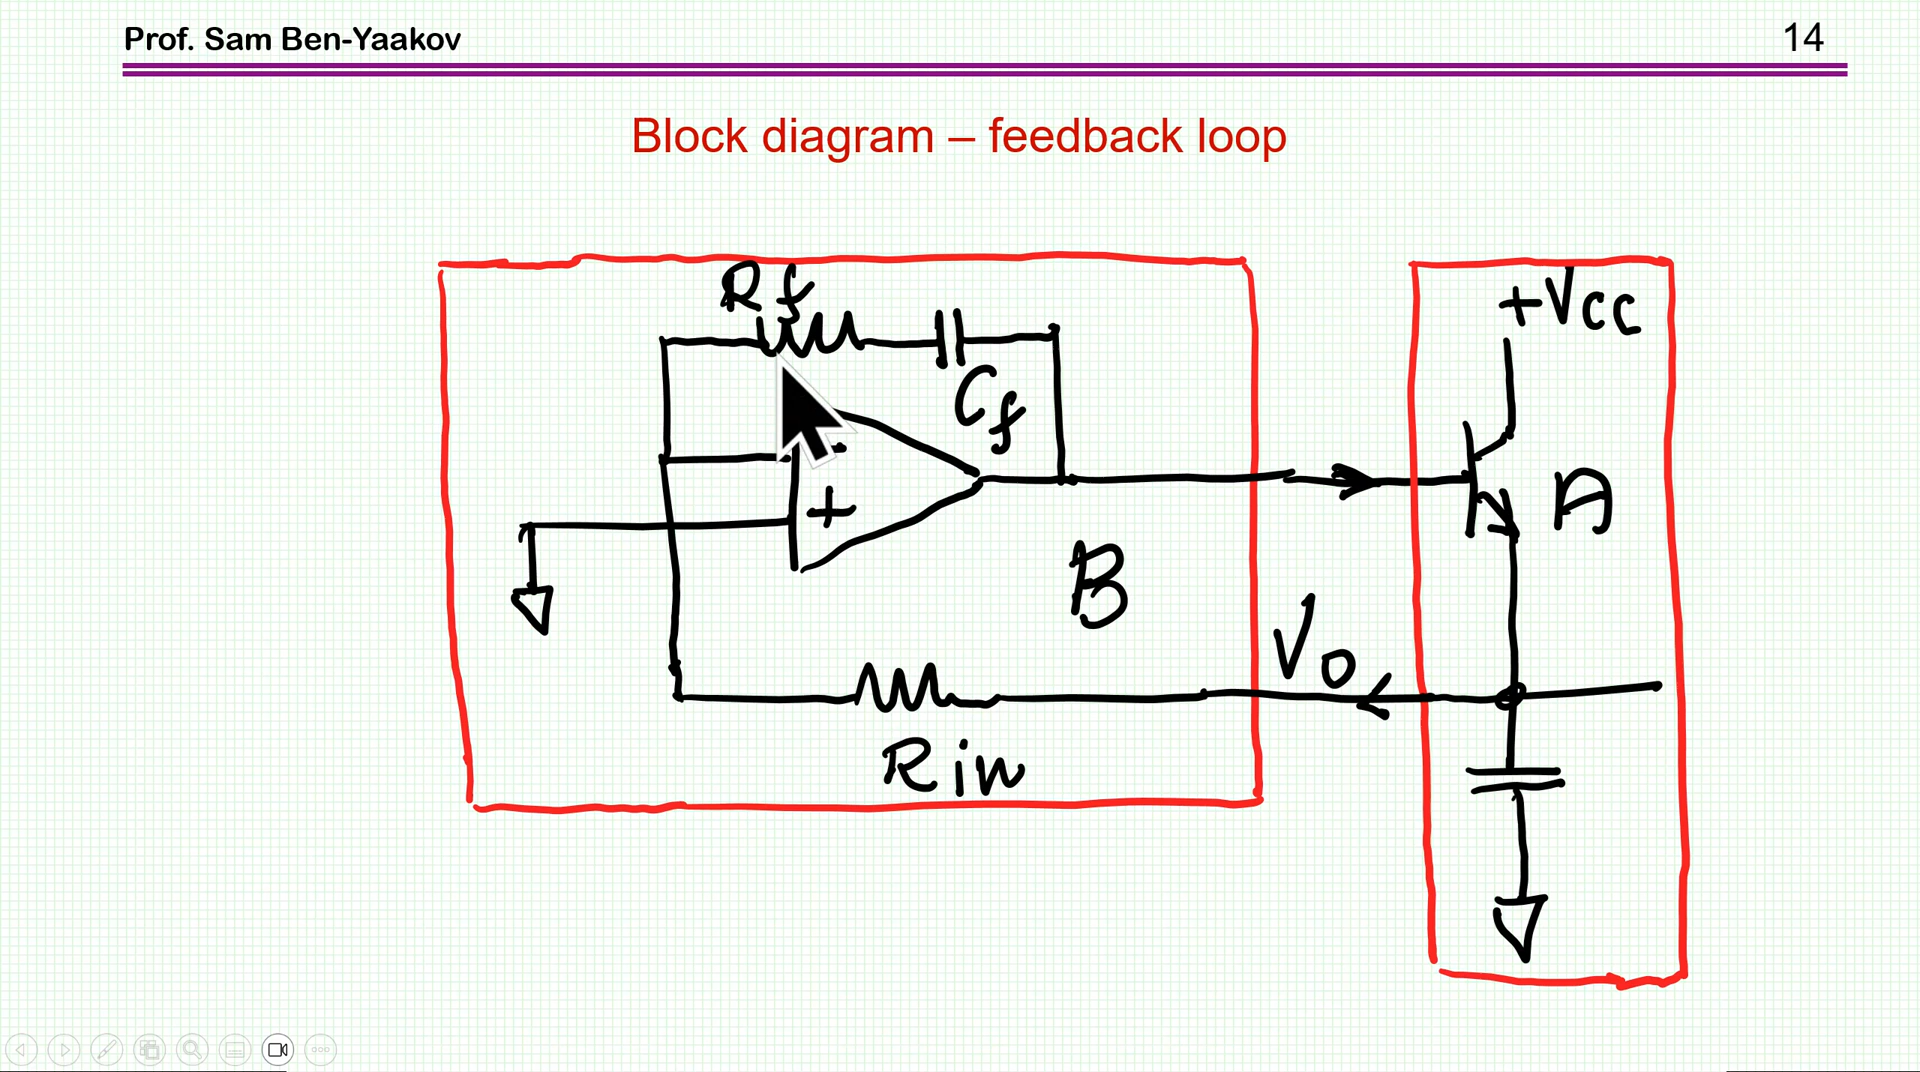 Prof. Sam Ben-Yaakov
14
Block diagram – feedback loop
Rf
+Vcc
Cf
-
+
A
B
Vo
Rin